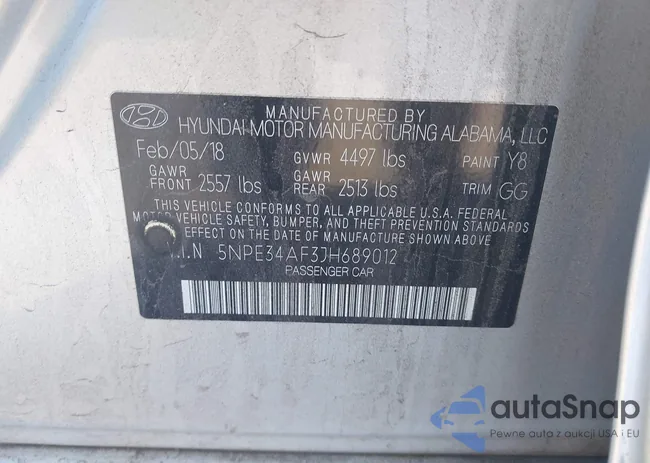 MANUFACTURED BY
HYUNDAI MOTOR MANUFACTURING ALABAMA, LLC
Feb/05/18 GVWR 4497 lbs PAINT Y8
GAWR FRONT 2557 lbs GAWR REAR 2513 lbs TRIM GG
THIS VEHICLE CONFORMS TO ALL APPLICABLE U.S.A. FEDERAL
MOTOR VEHICLE SAFETY, BUMPER, AND THEFT PREVENTION STANDARDS
EFFECT ON THE DATE OF MANUFACTURE SHOWN ABOVE
.I.N 5NPE34AF3JH689012
PASSENGER CAR
autaSnap
Pewne auta z aukcji USA i EU